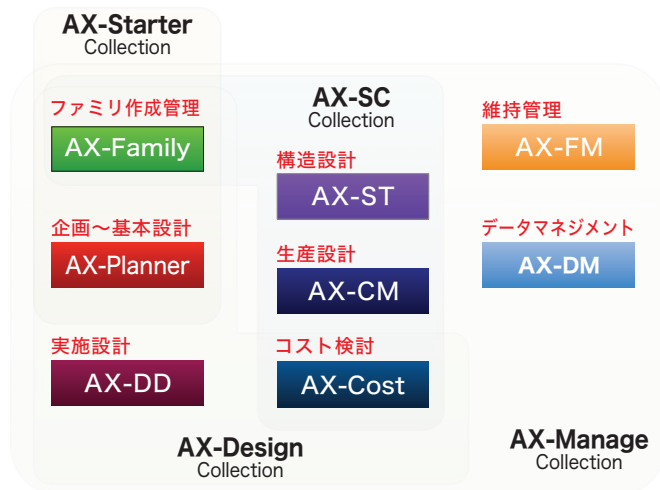 AX-Starter
Collection
ファミリ作成管理
AX-Family
企画～基本設計
AX-Planner
実施設計
AX-DD
AX-SC
Collection
構造設計
AX-ST
生産設計
AX-CM
コスト検討
AX-Cost
維持管理
AX-FM
データマネジメント
AX-DM
AX-Design
Collection
AX-Manage
Collection